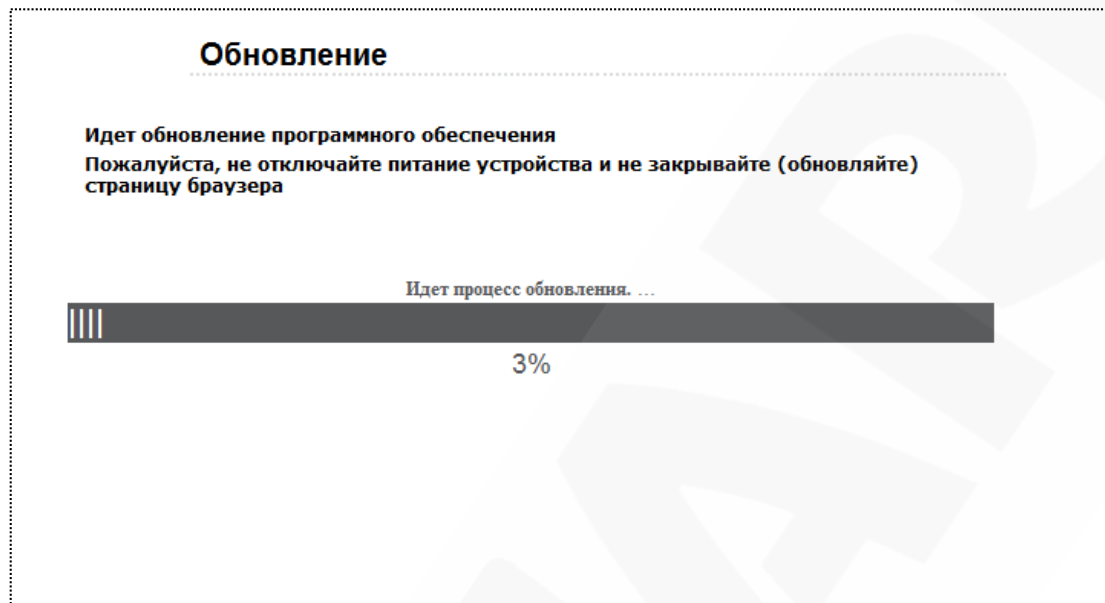 Обновление
Идет обновление программного обеспечения
Пожалуйста, не отключайте питание устройства и не закрывайте (обновляйте)
страницу браузера
Идет процесс обновления. ...
3%